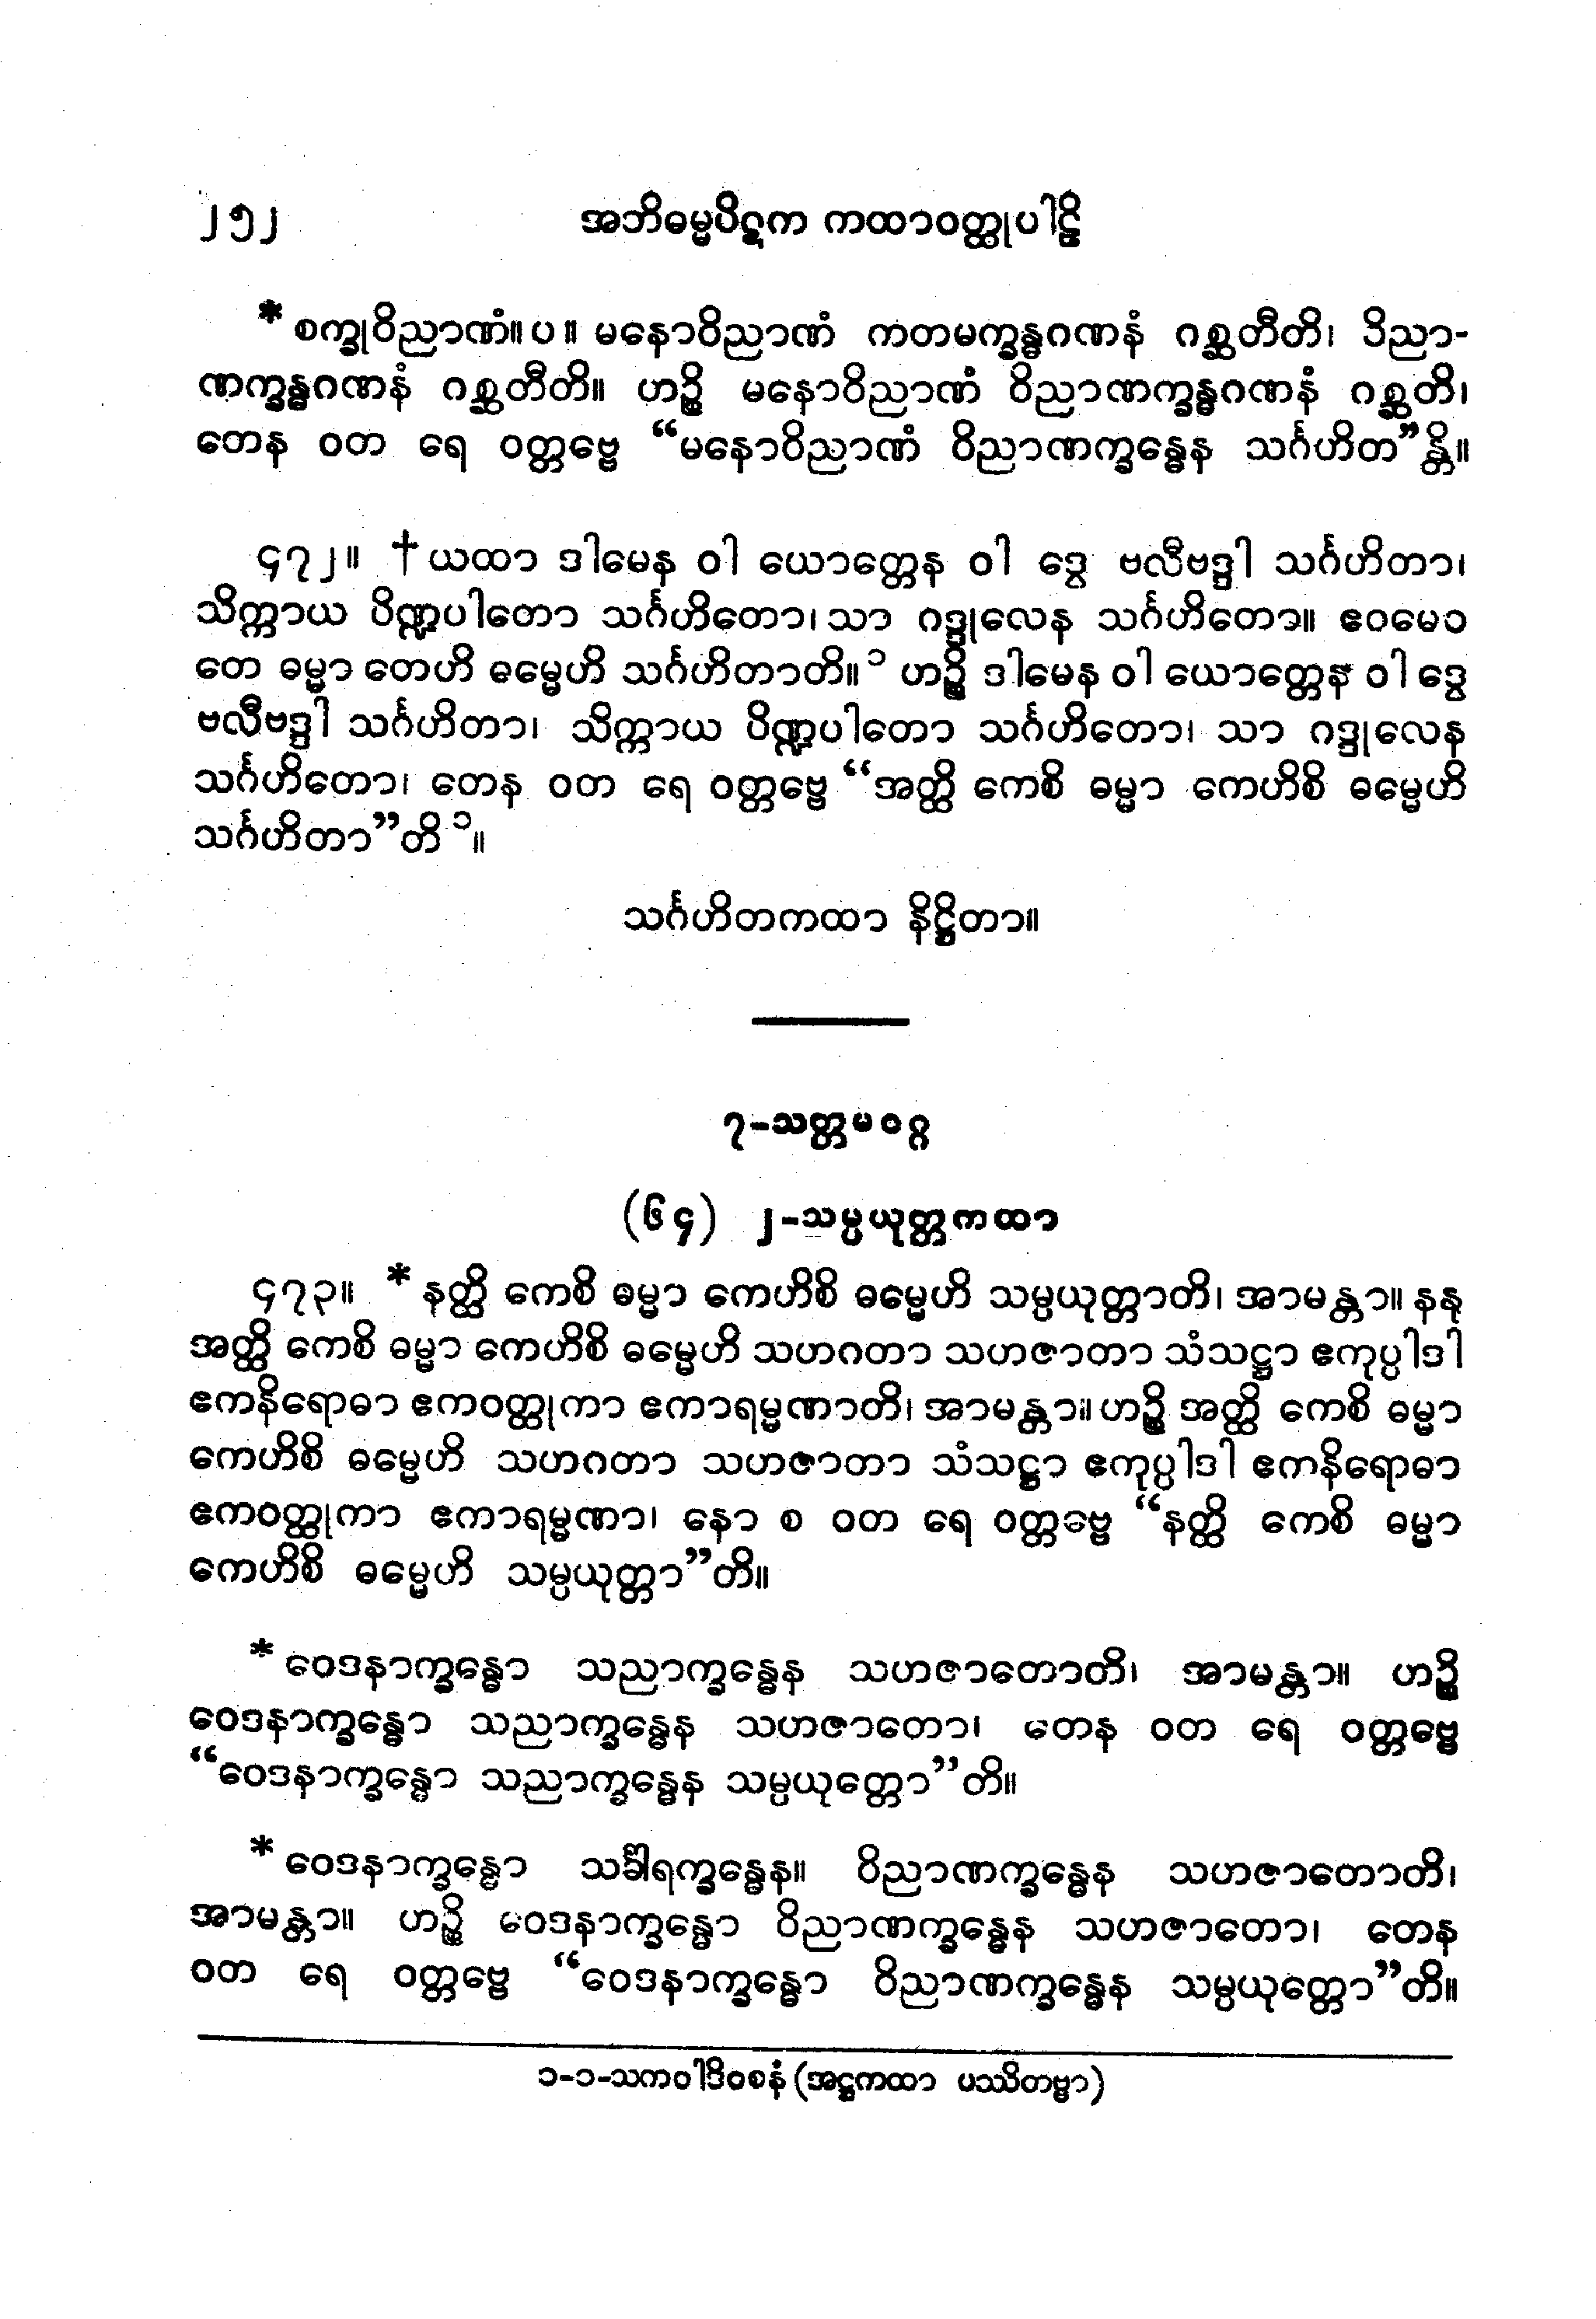 ၂၅၂ အဘိဓမ္မပိဋက ကထာဝတ္ထုပါဠိ
* စက္ခုဝိညာဏံ။ ပ ။ မနောဝိညာဏံ ကတမက္ခန္ဓဂဏနံ ဂစ္ဆတီတိ၊ ဝိညာ-
ဏက္ခန္ဓဂဏနံ ဂစ္ဆတီတိ။ ဟဉ္စိ မနောဝိညာဏံ ဝိညာဏက္ခန္ဓဂဏနံ ဂစ္ဆတိ၊
တေန ဝတ ရေ ဝတ္တဗ္ဗေ “မနောဝိညာဏံ ဝိညာဏက္ခန္ဓေန သင်္ဂဟိတ”န္တိ။
၄၇၂။ † ယထာ ဒါမေန ဝါ ယောတ္တေန ဝါ ဒွေ ဗလီဗဒ္ဒါ သင်္ဂဟိတာ၊
သိက္ကာယ ပိဏ္ဍပါတော သင်္ဂဟိတော၊ သာ ဂဒ္ဒုလေန သင်္ဂဟိတော။ ဧဝမေဝ
တေ ဓမ္မာ တေဟိ ဓမ္မေဟိ သင်္ဂဟိတာတိ။ ၁ ဟဉ္စိ ဒါမေန ဝါ ယောတ္တေန ဝါ ဒွေ
ဗလီဗဒ္ဒါ သင်္ဂဟိတာ၊ သိက္ကာယ ပိဏ္ဍပါတော သင်္ဂဟိတော၊ သာ ဂဒ္ဒုလေန
သင်္ဂဟိတော၊ တေန ဝတ ရေ ဝတ္တဗ္ဗေ “အတ္ထိ ကေစိ ဓမ္မာ ကေဟိစိ ဓမ္မေဟိ
သင်္ဂဟိတာ”တိ ၁။
သင်္ဂဟိတကထာ နိဋ္ဌိတာ။
၇-သတ္တမဝဂ္ဂ
(၆၄) ၂-သမ္ပယုတ္တကထာ
၄၇၃။ * နတ္ထိ ကေစိ ဓမ္မာ ကေဟိစိ ဓမ္မေဟိ သမ္ပယုတ္တာတိ၊ အာမန္တာ။ နနု
အတ္ထိ ကေစိ ဓမ္မာ ကေဟိစိ ဓမ္မေဟိ သဟဂတာ သဟဇာတာ သံသဋ္ဌာ ဧကုပ္ပါဒါ
ဧကနိရောဓာ ဧကဝတ္ထုကာ ဧကာရမ္မဏာတိ၊ အာမန္တာ။ ဟဉ္စိ အတ္ထိ ကေစိ ဓမ္မာ
ကေဟိစိ ဓမ္မေဟိ သဟဂတာ သဟဇာတာ သံသဋ္ဌာ ဧကုပ္ပါဒါ ဧကနိရောဓာ
ဧကဝတ္ထုကာ ဧကာရမ္မဏာ၊ နော စ ဝတ ရေ ဝတ္တဗ္ဗေ “နတ္ထိ ကေစိ ဓမ္မာ
ကေဟိစိ ဓမ္မေဟိ သမ္ပယုတ္တာ”တိ။
* ဝေဒနာက္ခန္ဓော သညာက္ခန္ဓေန သဟဇာတောတိ၊ အာမန္တာ။ ဟဉ္စိ
ဝေဒနာက္ခန္ဓော သညာက္ခန္ဓေန သဟဇာတော၊ တေန ဝတ ရေ ဝတ္တဗ္ဗေ
“ဝေဒနာက္ခန္ဓော သညာက္ခန္ဓေန သမ္ပယုတ္တော”တိ။
* ဝေဒနာက္ခန္ဓော သင်္ခါရက္ခန္ဓေန။ ဝိညာဏက္ခန္ဓေန သဟဇာတောတိ၊
အာမန္တာ။ ဟဉ္စိ ဝေဒနာက္ခန္ဓော ဝိညာဏက္ခန္ဓေန သဟဇာတော၊ တေန
ဝတ ရေ ဝတ္တဗ္ဗေ “ဝေဒနာက္ခန္ဓော ဝိညာဏက္ခန္ဓေန သမ္ပယုတ္တော”တိ။
၁-၁-သကဝါဒိဝစနံ (အဋ္ဌကထာ ပဿိတဗ္ဗာ)